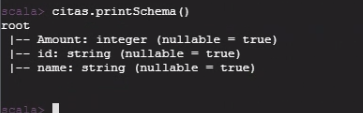 scala> citas.printSchema()
root
 |-- Amount: integer (nullable = true)
 |-- id: string (nullable = true)
 |-- name: string (nullable = true)
scala>